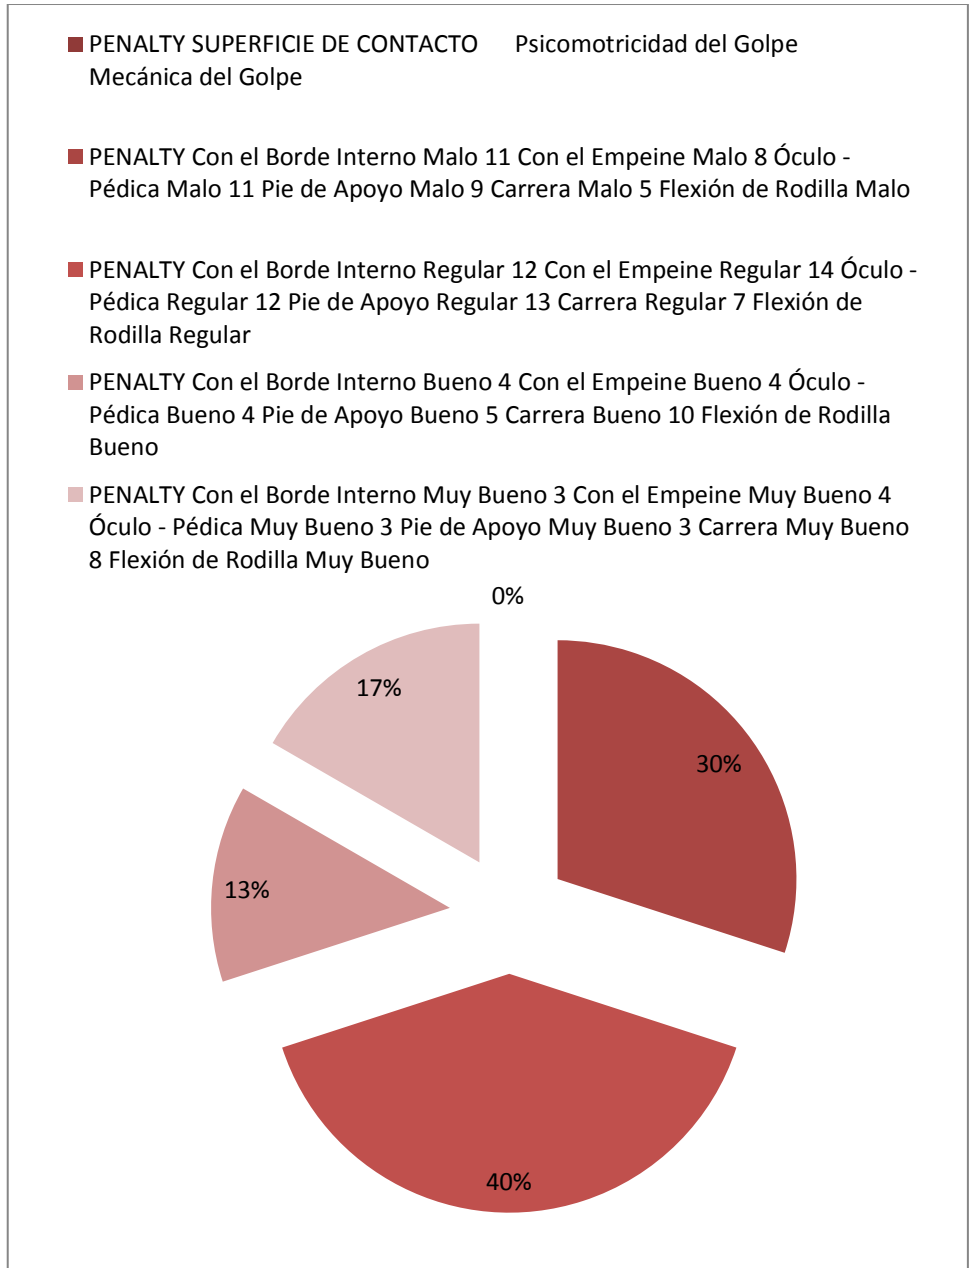 PENALTY SUPERFICIE DE CONTACTO Psicomotricidad del Golpe
Mecánica del Golpe
PENALTY Con el Borde Interno Malo 11 Con el Empeine Malo 8 Óculo -
Pédica Malo 11 Pie de Apoyo Malo 9 Carrera Malo 5 Flexión de Rodilla Malo
PENALTY Con el Borde Interno Regular 12 Con el Empeine Regular 14 Óculo -
Pédica Regular 12 Pie de Apoyo Regular 13 Carrera Regular 7 Flexión de
Rodilla Regular
PENALTY Con el Borde Interno Bueno 4 Con el Empeine Bueno 4 Óculo -
Pédica Bueno 4 Pie de Apoyo Bueno 5 Carrera Bueno 10 Flexión de Rodilla
Bueno
PENALTY Con el Borde Interno Muy Bueno 3 Con el Empeine Muy Bueno 4
Óculo - Pédica Muy Bueno 3 Pie de Apoyo Muy Bueno 3 Carrera Muy Bueno
8 Flexión de Rodilla Muy Bueno
0%
17%
30%
13%
40%